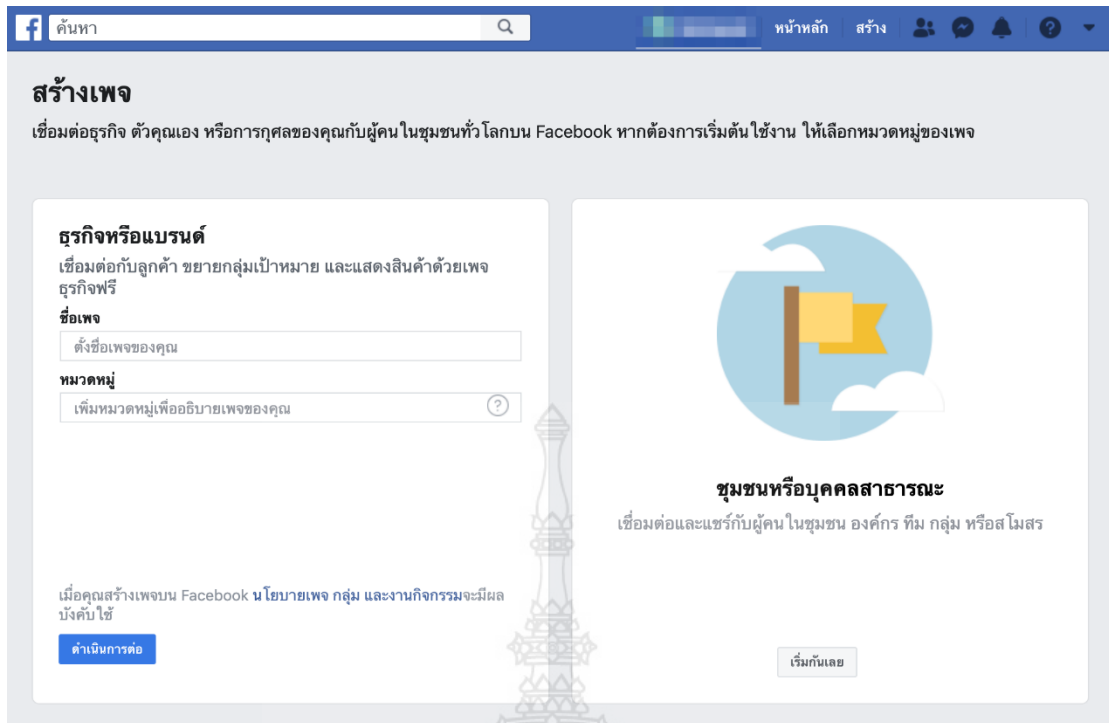 f ค้นหา หน้าหลัก สร้าง ?
สร้างเพจ
เชื่อมต่อธุรกิจ ตัวคุณเอง หรือการกุศลของคุณกับผู้คนในชุมชนทั่วโลกบน Facebook หากต้องการเริ่มต้นใช้งาน ให้เลือกหมวดหมู่ของเพจ
ธุรกิจหรือแบรนด์
เชื่อมต่อกับลูกค้า ขยายกลุ่มเป้าหมาย และแสดงสินค้าด้วยเพจ
ธุรกิจฟรี
ชื่อเพจ
ตั้งชื่อเพจของคุณ
หมวดหมู่
เพิ่มหมวดหมู่เพื่ออธิบายเพจของคุณ ?
เมื่อคุณสร้างเพจบน Facebook นโยบายเพจ กลุ่ม และงานกิจกรรมจะมีผล
บังคับใช้
ดำเนินการต่อ
ชุมชนหรือบุคคลสาธารณะ
เชื่อมต่อและแชร์กับผู้คนในชุมชน องค์กร ทีม กลุ่ม หรือสโมสร
เริ่มกันเลย